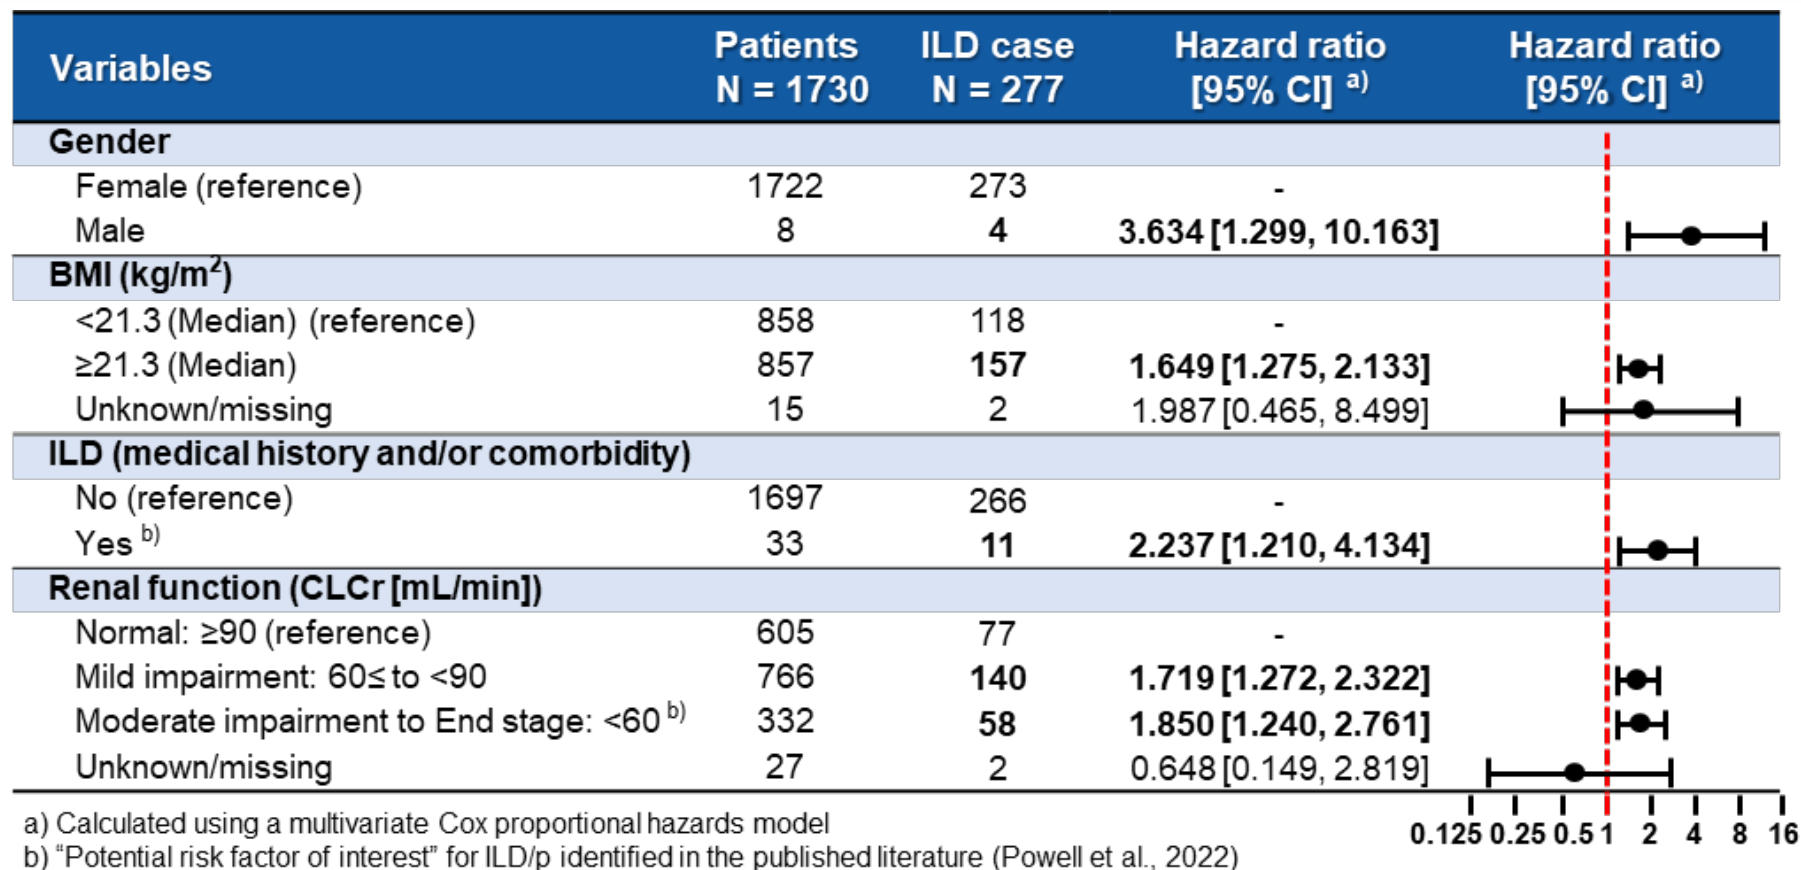 Variables Patients N = 1730 ILD case N = 277 Hazard ratio [95% CI] a) Hazard ratio [95% CI] a)
Gender
Female (reference) 1722 273 -
Male 8 4 3.634 [1.299, 10.163]
BMI (kg/m2)
<21.3 (Median) (reference) 858 118 -
≥21.3 (Median) 857 157 1.649 [1.275, 2.133]
Unknown/missing 15 2 1.987 [0.465, 8.499]
ILD (medical history and/or comorbidity)
No (reference) 1697 266 -
Yes b) 33 11 2.237 [1.210, 4.134]
Renal function (CLCr [mL/min])
Normal: ≥90 (reference) 605 77 -
Mild impairment: 60≤ to <90 766 140 1.719 [1.272, 2.322]
Moderate impairment to End stage: <60 b) 332 58 1.850 [1.240, 2.761]
Unknown/missing 27 2 0.648 [0.149, 2.819]
0.125 0.25 0.5 1 2 4 8 16
a) Calculated using a multivariate Cox proportional hazards model
b) “Potential risk factor of interest” for ILD/p identified in the published literature (Powell et al., 2022)